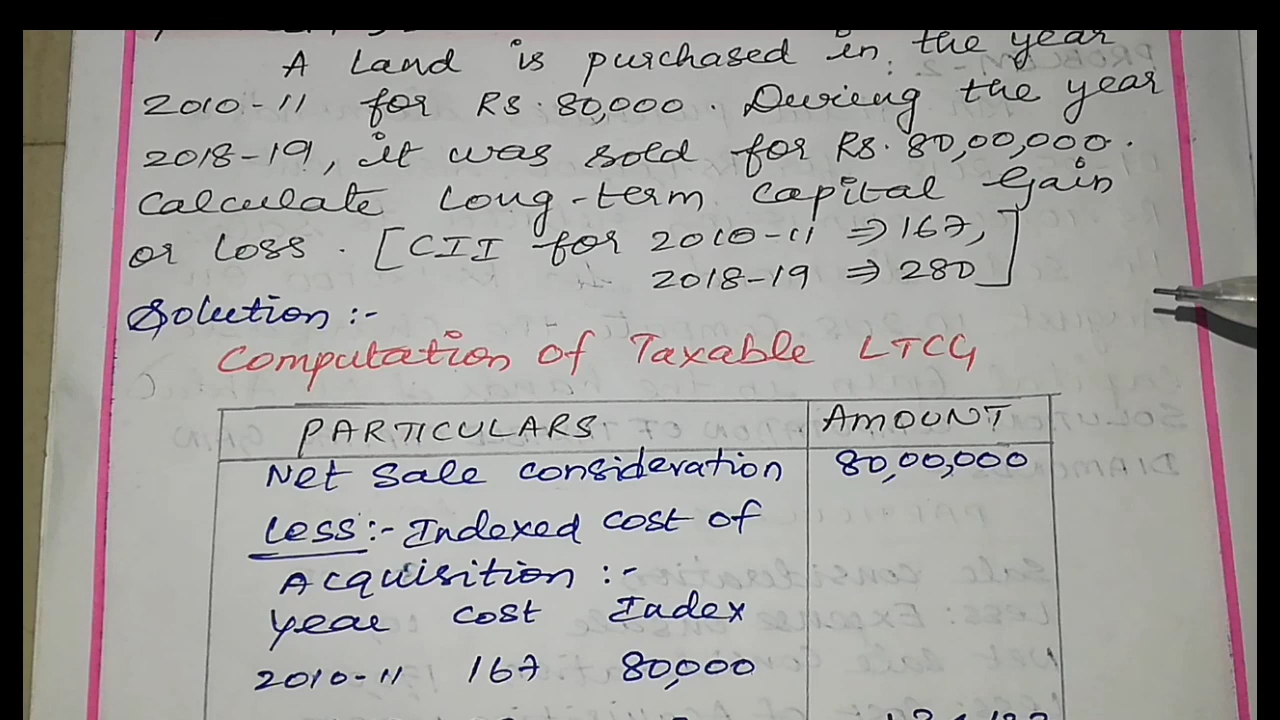 A Land is purchased in the year
2010-11 for RS. 80,000. During the year
2018-19, it was sold for RS. 80,00,000.
Calculate Long-term Capital Gain
or Loss. [CII for 2010-11 ⇒ 167,
2018-19 ⇒ 280]
Solution :-
Computation of Taxable LTCG
PARTICULARS AMOUNT
Net Sale consideration 80,00,000
Less :- Indexed cost of
Acquisition :-
Year Cost Index
2010-11 167 80,000